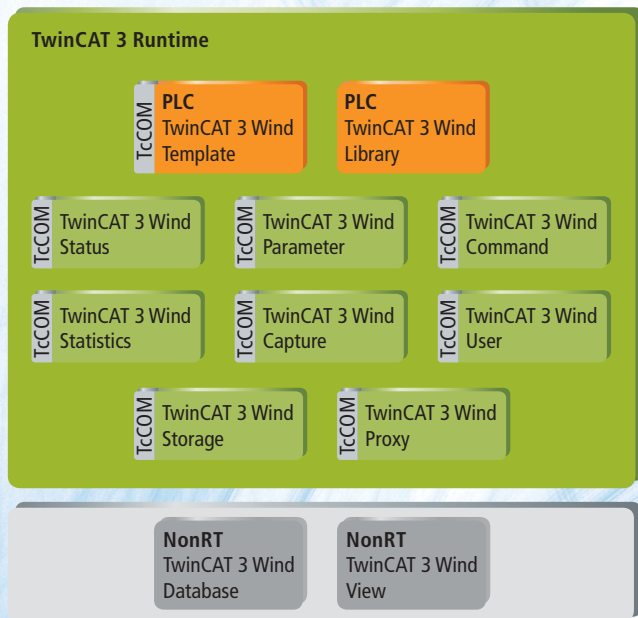 TwinCAT 3 Runtime
TcCOM
PLC
TwinCAT 3 Wind
Template
PLC
TwinCAT 3 Wind
Library
TcCOM
TwinCAT 3 Wind
Status
TcCOM
TwinCAT 3 Wind
Parameter
TcCOM
TwinCAT 3 Wind
Command
TcCOM
TwinCAT 3 Wind
Statistics
TcCOM
TwinCAT 3 Wind
Capture
TcCOM
TwinCAT 3 Wind
User
TcCOM
TwinCAT 3 Wind
Storage
TcCOM
TwinCAT 3 Wind
Proxy
NonRT
TwinCAT 3 Wind
Database
NonRT
TwinCAT 3 Wind
View